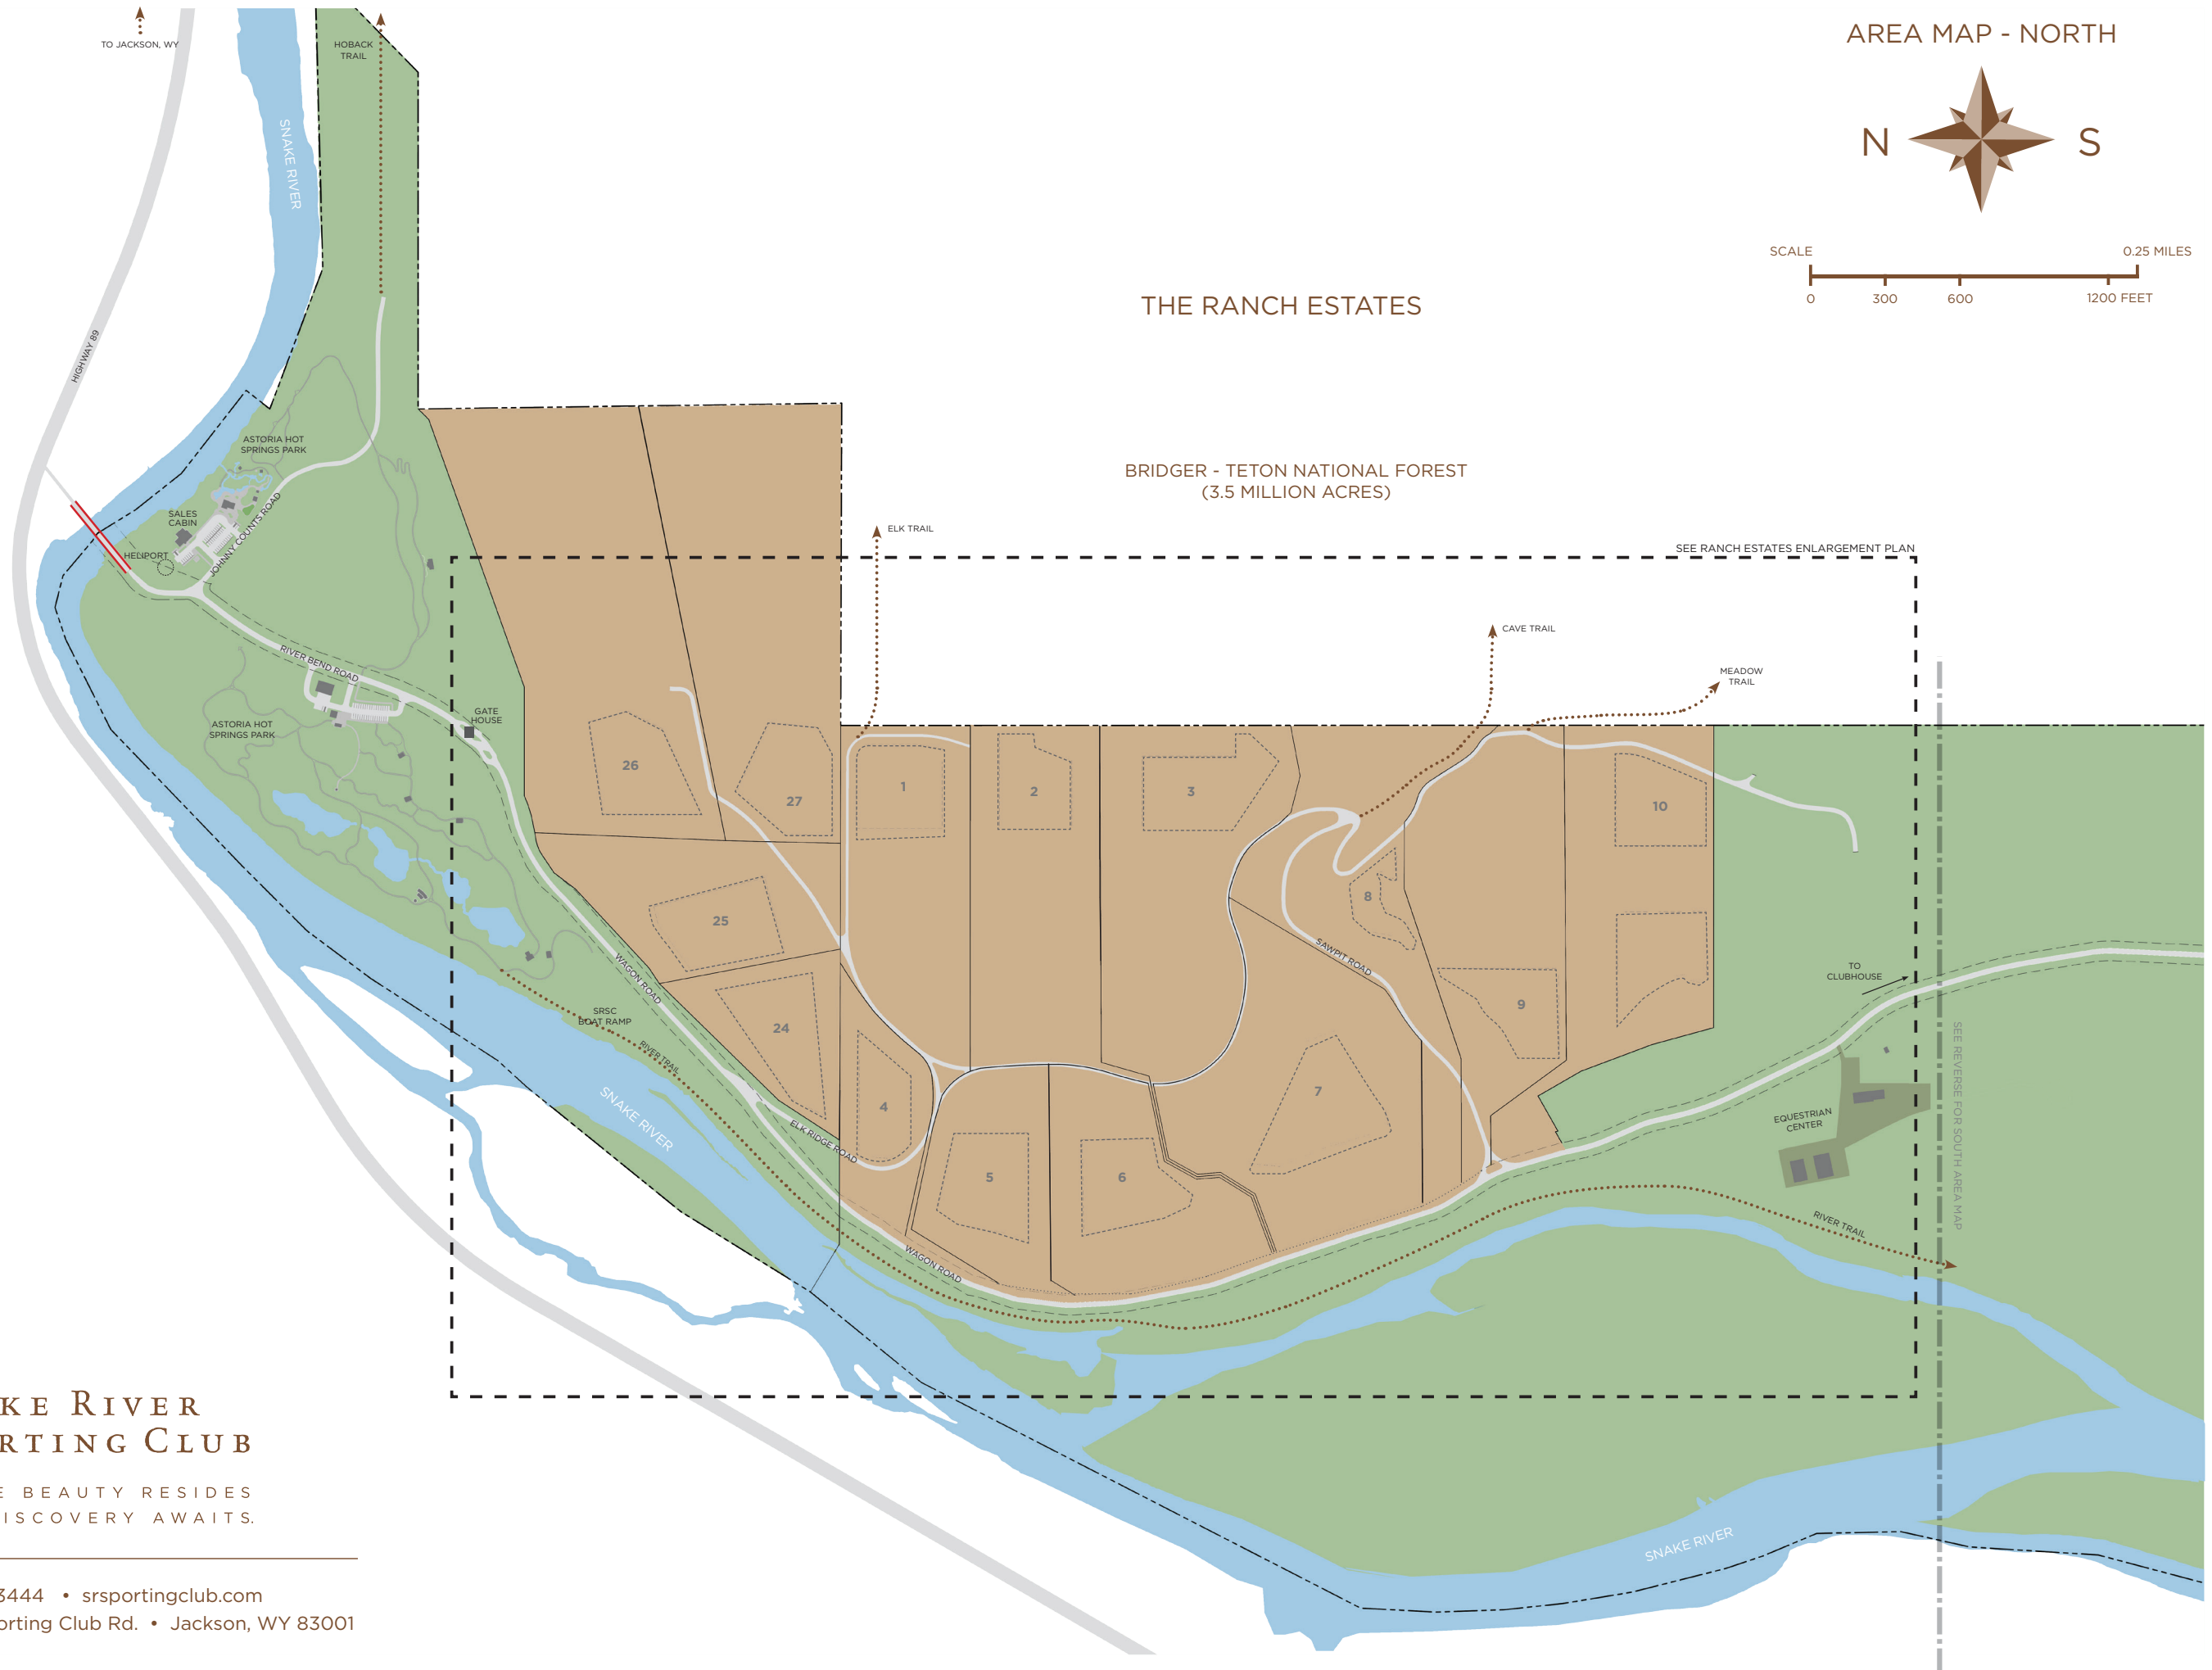 AREA MAP - NORTH
N
S
SCALE
0.25 MILES
0
300
600
1200 FEET
TO JACKSON, WY
HOBACK
TRAIL
SNAKE RIVER
HIGHWAY 89
THE RANCH ESTATES
BRIDGER - TETON NATIONAL FOREST
(3.5 MILLION ACRES)
ASTORIA HOT
SPRINGS PARK
SALES
CABIN
HELIPORT
JOHNNY COUNTS ROAD
ELK TRAIL
SEE RANCH ESTATES ENLARGEMENT PLAN
CAVE TRAIL
MEADOW
TRAIL
RIVER BEND ROAD
GATE
HOUSE
ASTORIA HOT
SPRINGS PARK
26
27
1
2
3
10
25
8
24
9
SAWPIT ROAD
WAGON ROAD
TO
CLUBHOUSE
SRSC
BOAT RAMP
RIVER TRAIL
SNAKE RIVER
4
7
ELK RIDGE ROAD
5
6
EQUESTRIAN
CENTER
SEE REVERSE FOR SOUTH AREA MAP
RIVER TRAIL
WAGON ROAD
SNAKE RIVER
KE RIVER
RTING CLUB
E BEAUTY RESIDES
ISCOVERY AWAITS.
3444 • srsportingclub.com
orting Club Rd. • Jackson, WY 83001